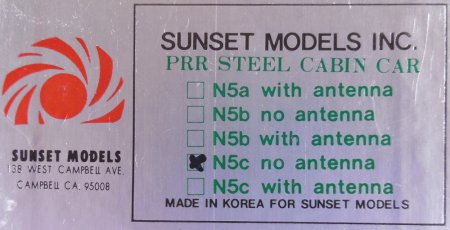 SUNSET MODELS
138 WEST CAMPBELL AVE.
CAMPBELL CA. 95008
SUNSET MODELS INC.
PRR STEEL CABIN CAR
N5a with antenna
N5b no antenna
N5b with antenna
N5c no antenna
N5c with antenna
MADE IN KOREA FOR SUNSET MODELS